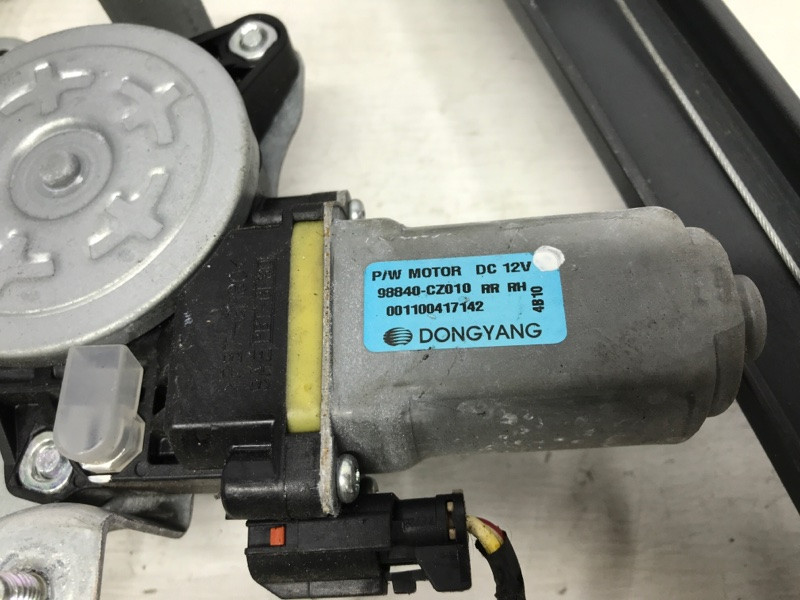 P/W MOTOR DC 12V
98840-CZ010 RR RH
001100417142
4B10
DONGYANG